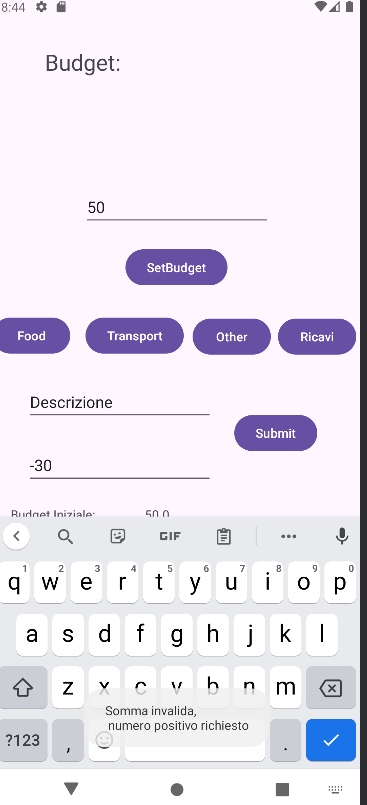 8:44
Budget:
50
SetBudget
Food Transport Other Ricavi
Descrizione
Submit
-30
Budget Iniziale: 50.0
GIF
1 2 3 4 5 6 7 8 9 0
q w e r t y u i o p
a s d f g h j k l
z x c v b n m
Somma invalida,
numero positivo richiesto
?123 , .